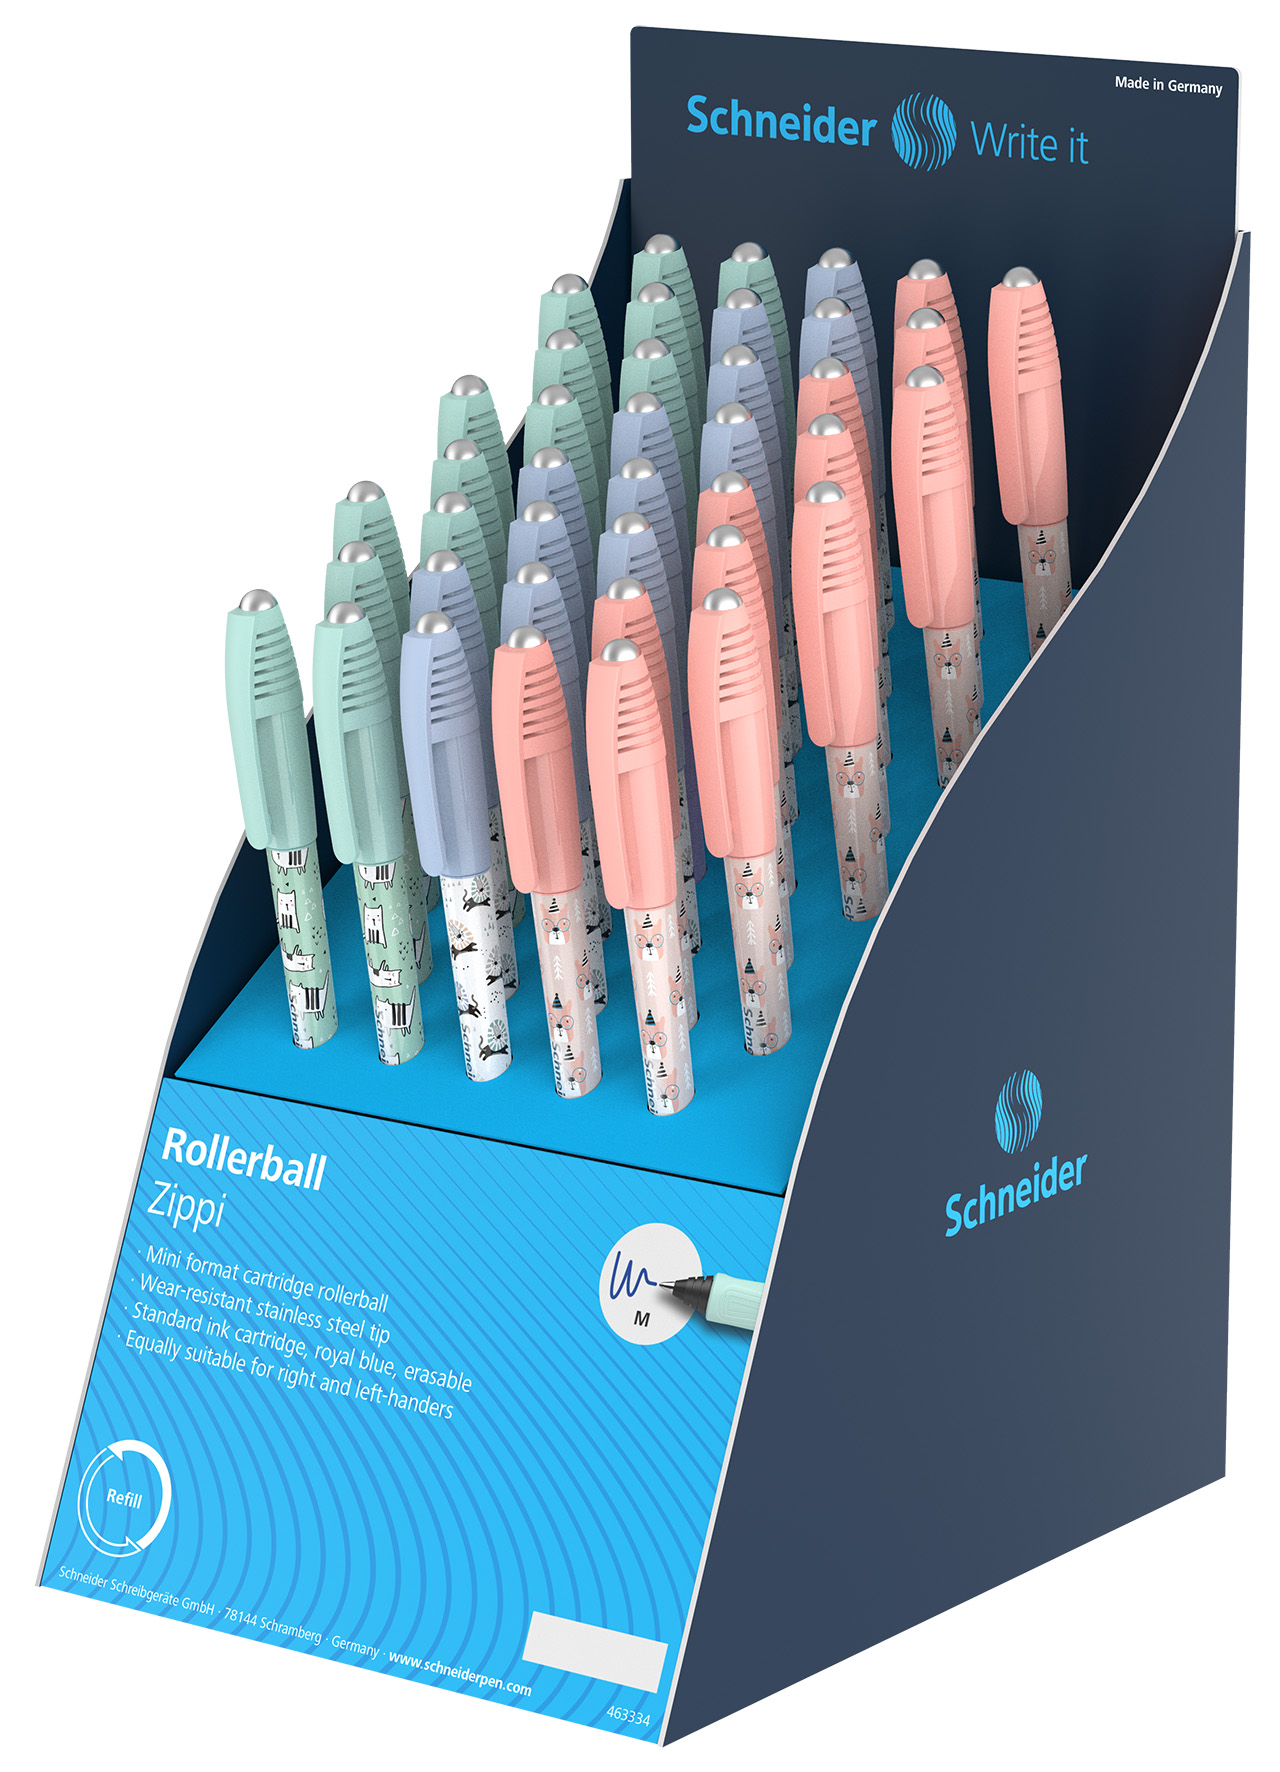 Made in Germany
Schneider Write it
Rollerball
Zippi
· Mini format cartridge rollerball
· Wear-resistant stainless steel tip
· Standard ink cartridge, royal blue, erasable
· Equally suitable for right and left-handers
M
Refill
Schneider Schreibgeräte GmbH · 78144 Schramberg · Germany · www.schneiderpen.com
463334
Schneider